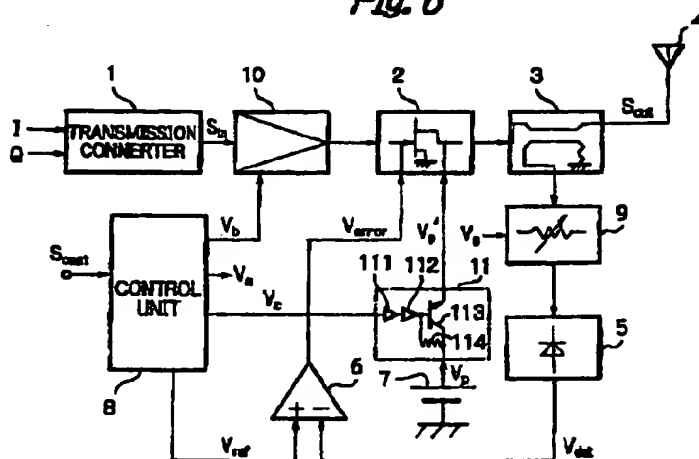 Fig. 6
1
10
2
3
I
Q
TRANSMISSION
CONVERTER
Sin
Sout
Vb
Verror
Vp'
Va
9
Scont
CONTROL
UNIT
Va
Vc
111
112
11
113
114
5
8
6
7
Vp
+ −
Vref
Vdet